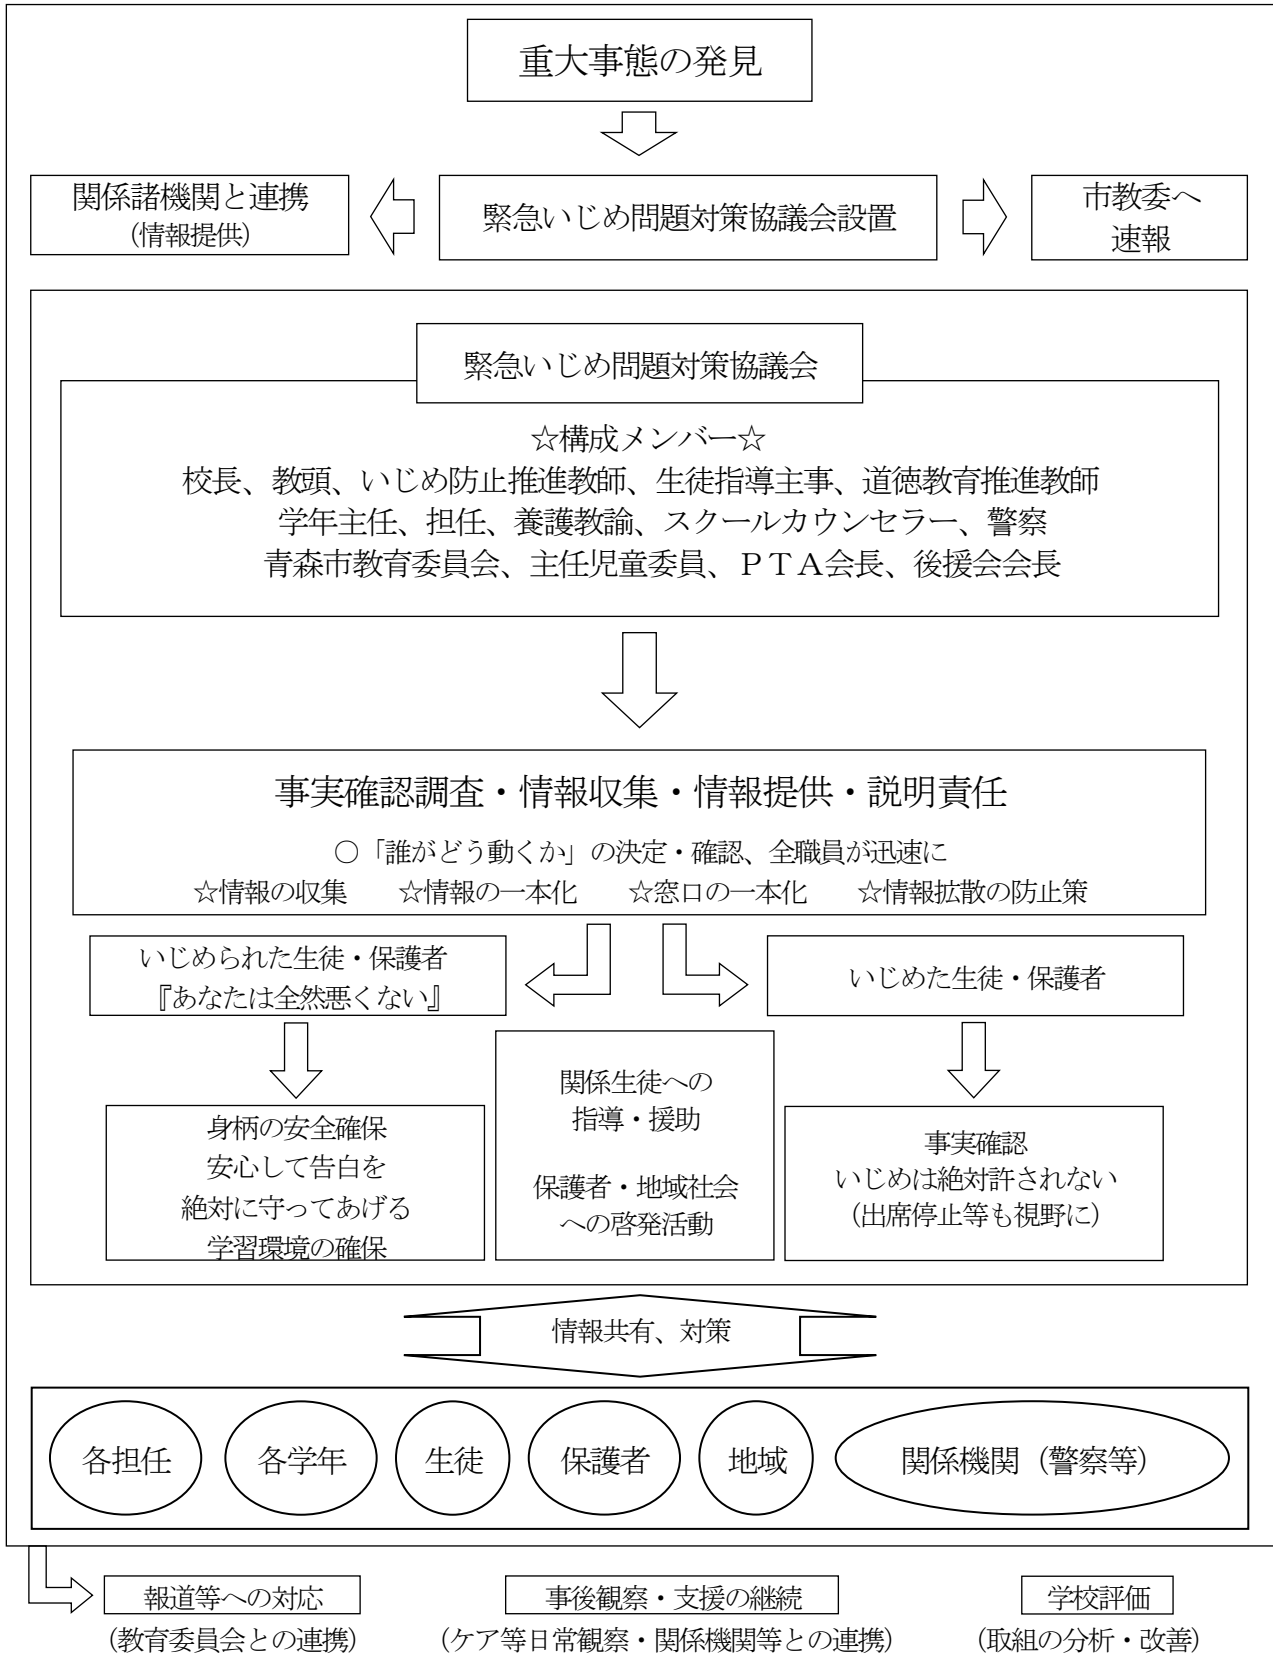 重大事態の発見
関係諸機関と連携
(情報提供)
緊急いじめ問題対策協議会設置
市教委へ
速報
緊急いじめ問題対策協議会
☆構成メンバー☆
校長、教頭、いじめ防止推進教師、生徒指導主事、道徳教育推進教師
学年主任、担任、養護教諭、スクールカウンセラー、警察
青森市教育委員会、主任児童委員、ＰＴＡ会長、後援会会長
事実確認調査・情報収集・情報提供・説明責任
○「誰がどう動くか」の決定・確認、全職員が迅速に
☆情報の収集　☆情報の一本化　☆窓口の一本化　☆情報拡散の防止策
いじめられた生徒・保護者
『あなたは全然悪くない』
いじめた生徒・保護者
身柄の安全確保
安心して告白を
絶対に守ってあげる
学習環境の確保
関係生徒への
指導・援助
保護者・地域社会
への啓発活動
事実確認
いじめは絶対許されない
(出席停止等も視野に)
情報共有、対策
各担任
各学年
生徒
保護者
地域
関係機関（警察等）
報道等への対応
(教育委員会との連携)
事後観察・支援の継続
(ケア等日常観察・関係機関等との連携)
学校評価
(取組の分析・改善)